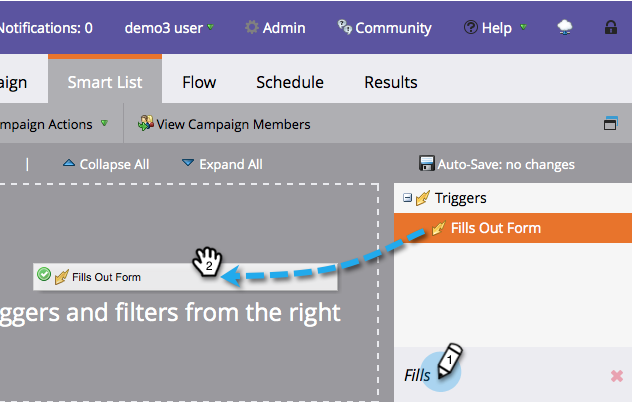 Notifications: 0 demo3 user Admin Community Help
aign Smart List Flow Schedule Results
mpaign Actions View Campaign Members
| Collapse All Expand All Auto-Save: no changes
Triggers
Fills Out Form
2
Fills Out Form
ggers and filters from the right
1
Fills